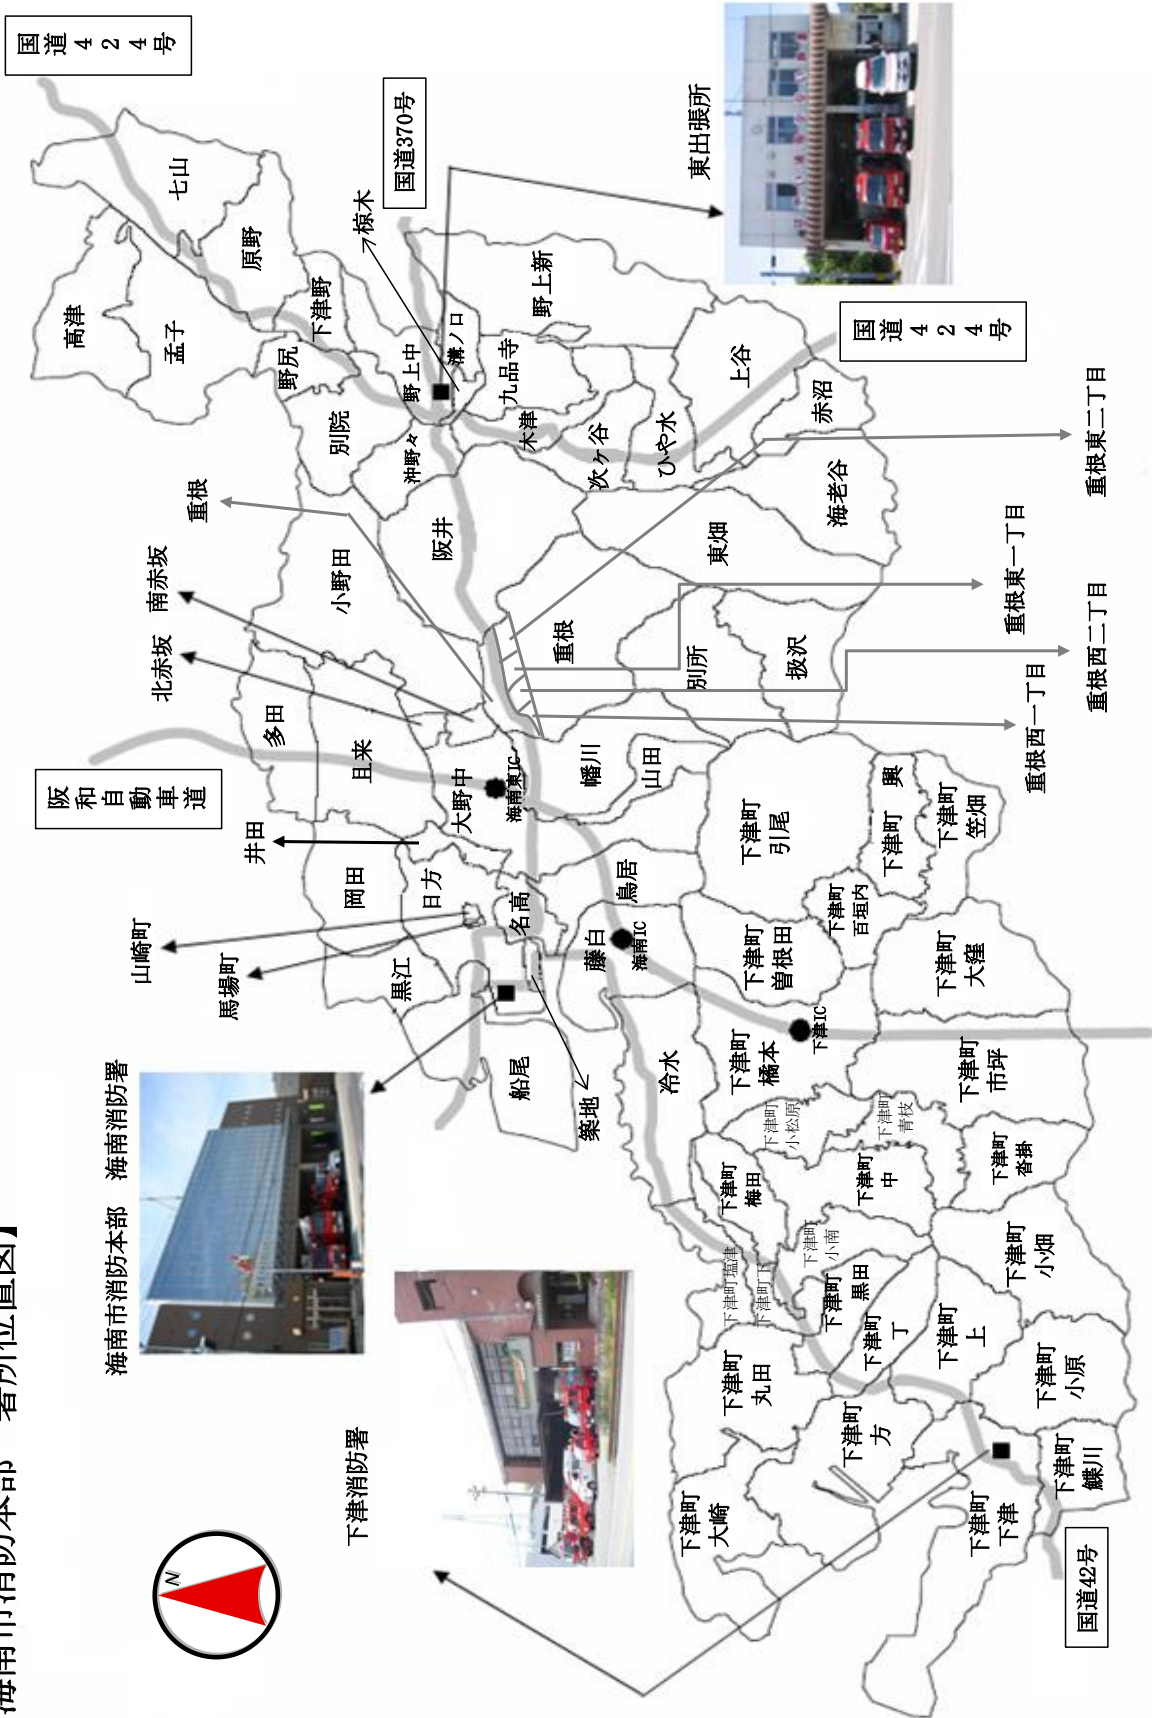 海南市消防本部 署所位置図】
国道424号
国道370号
東出張所
椋木
七山
原野
高津
孟子
下津野
野尻
野上中
溝ノ口
野上新
九品寺
別院
沖野々
木津
次ヶ谷
ひや水
上谷
赤沼
国道424号
重根東二丁目
海老谷
東畑
阪井
重根
小野田
南赤坂
北赤坂
重根
別所
扱沢
重根東一丁目
重根西二丁目
重根西一丁目
阪和自動車道
多田
且来
大野中
海南東IC
幡川
山田
井田
岡田
日方
名高
鳥居
藤白
海南IC
山崎町
馬場町
黒江
船尾
築地
冷水
下津町
引尾
下津町
興
下津町
笠畑
下津町
百垣内
下津町
曽根田
下津町
大窪
下津町
橘本
下津IC
下津町
市坪
下津町
小松原
下津町
青枝
下津町
沓掛
下津町
梅田
下津町
中
下津町
小南
下津町塩津
下津町下
下津町
黒田
下津町
丁
下津町
小畑
下津町
上
下津町
小原
下津町
丸田
下津町
方
下津町
大崎
下津町
下津
下津町
鰈川
国道42号
海南市消防本部 海南消防署
下津消防署
N